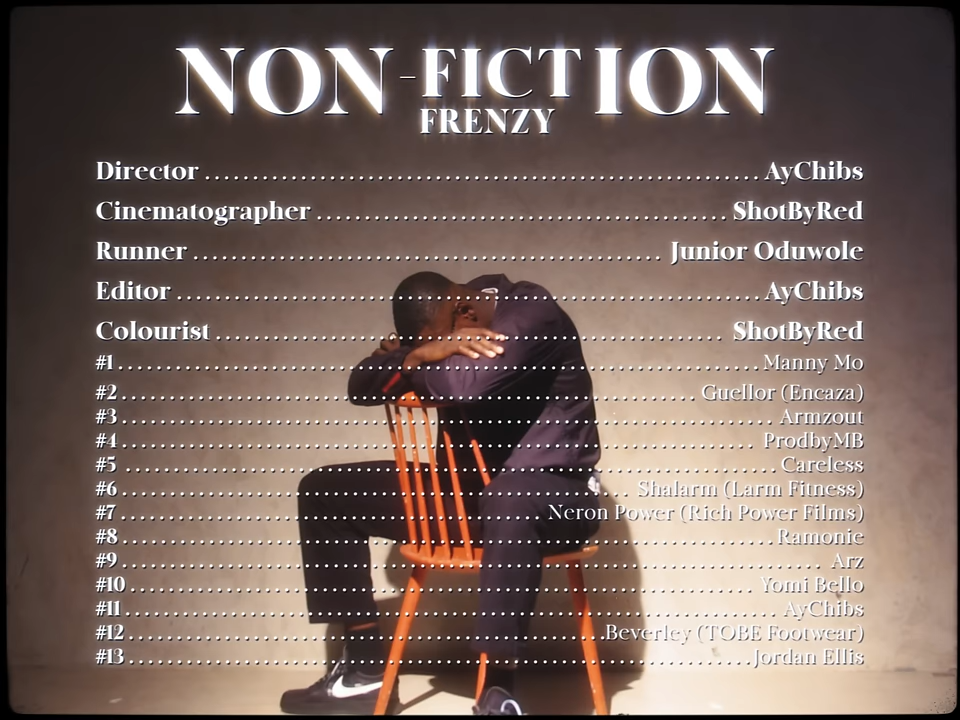 NON-FICTION
FRENZY
Director ........ AyChibs
Cinematographer ........ ShotByRed
Runner ........ Junior Oduwole
Editor ........ AyChibs
Colourist ........ ShotByRed
#1 ........ Manny Mo
#2 ........ Guellor (Encaza)
#3 ........ Armzout
#4 ........ ProdbyMB
#5 ........ Careless
#6 ........ Shalarm (Larm Fitness)
#7 ........ Neron Power (Rich Power Films)
#8 ........ Ramonie
#9 ........ Arz
#10 ........ Yomi Bello
#11 ........ AyChibs
#12 ........ Beverley (TOBE Footwear)
#13 ........ Jordan Ellis